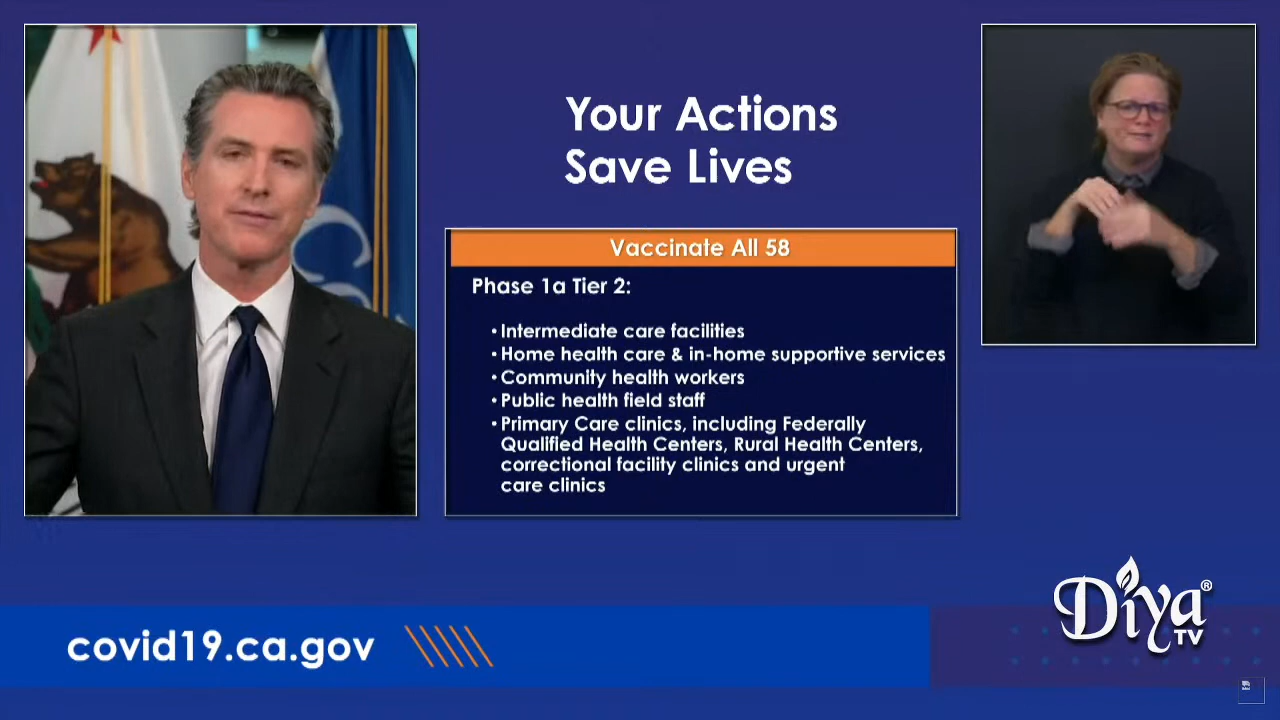 Your Actions
Save Lives
Vaccinate All 58
Phase 1a Tier 2:
• Intermediate care facilities
• Home health care & in-home supportive services
• Community health workers
• Public health field staff
• Primary Care clinics, including Federally
Qualified Health Centers, Rural Health Centers,
correctional facility clinics and urgent
care clinics
covid19.ca.gov
Diya®
TV